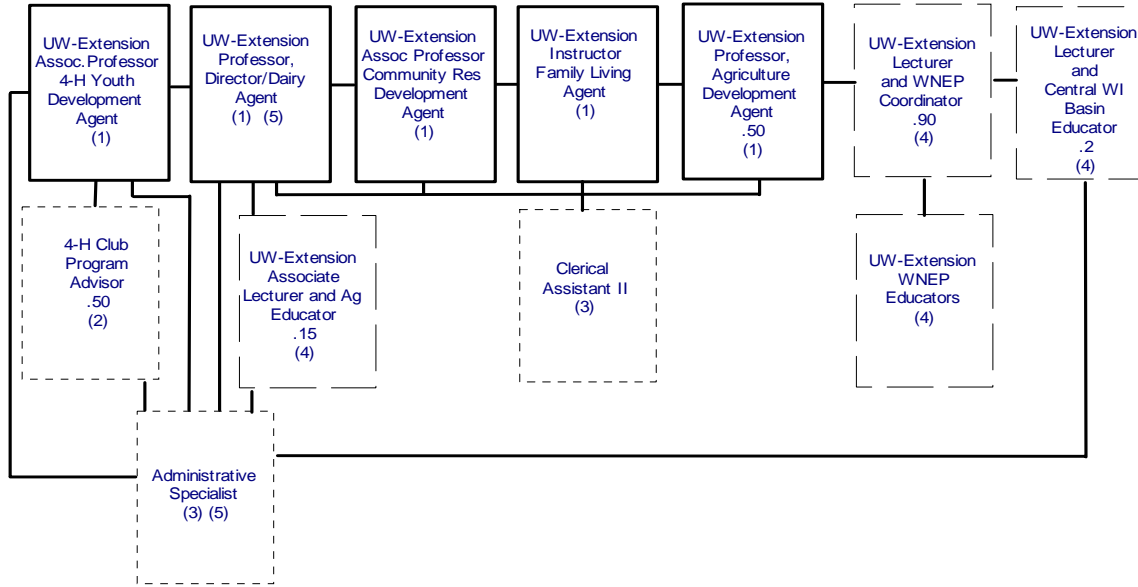 UW-Extension
Assoc.Professor
4-H Youth
Development
Agent
(1)
UW-Extension
Professor,
Director/Dairy
Agent
(1) (5)
UW-Extension
Assoc Professor
Community Res
Development
Agent
(1)
UW-Extension
Instructor
Family Living
Agent
(1)
UW-Extension
Professor,
Agriculture
Development
Agent
.50
(1)
UW-Extension
Lecturer
and WNEP
Coordinator
.90
(4)
UW-Extension
Lecturer
and
Central WI
Basin
Educator
.2
(4)
4-H Club
Program
Advisor
.50
(2)
UW-Extension
Associate
Lecturer and Ag
Educator
.15
(4)
Clerical
Assistant II
(3)
UW-Extension
WNEP
Educators
(4)
Administrative
Specialist
(3) (5)